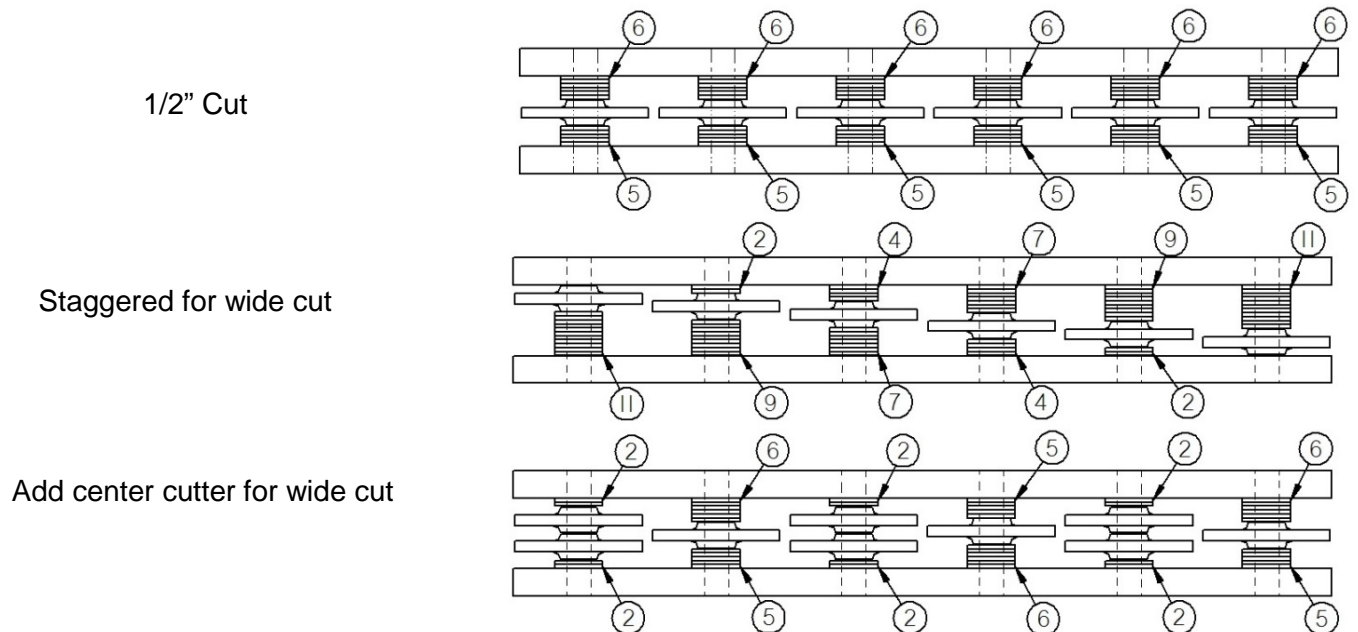 6 6 6 6 6 6
1/2” Cut
5 5 5 5 5 5
2 4 7 9 11
Staggered for wide cut
11 9 7 4 2
2 6 2 5 2 6
Add center cutter for wide cut
2 5 2 6 2 5